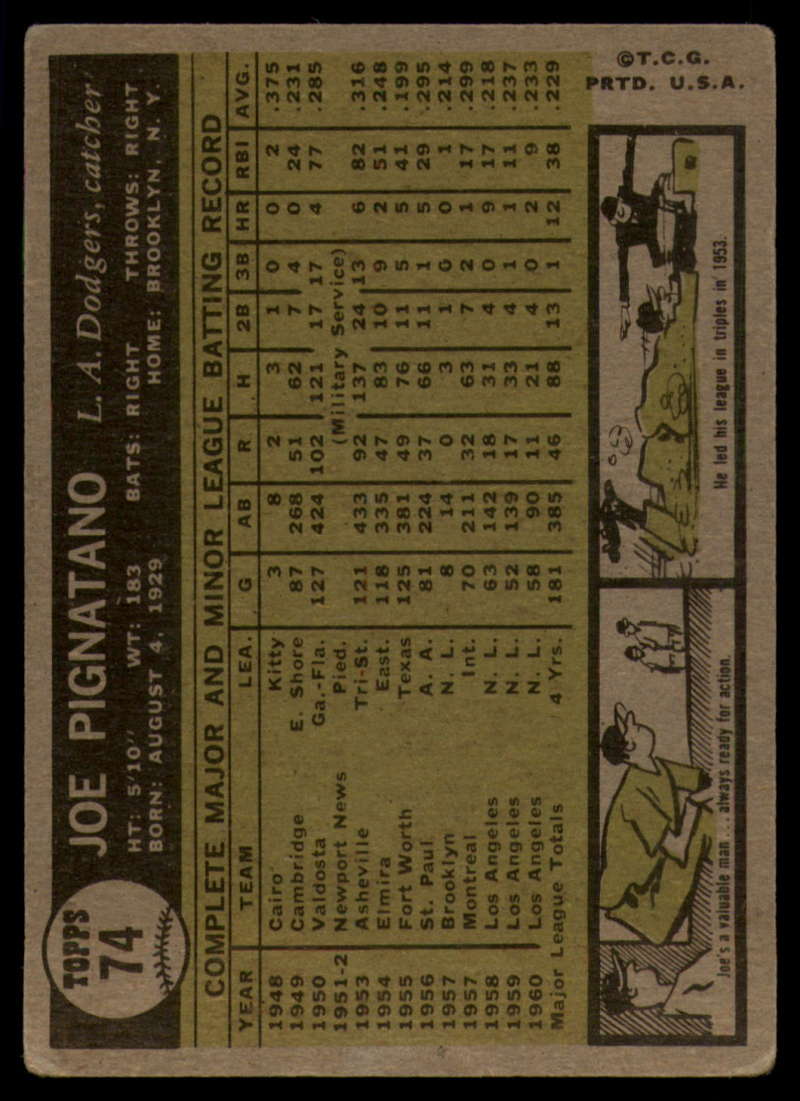 TOPPS
74
JOE PIGNATANO L. A. Dodgers, catcher
HT: 5'10" WT: 183 BATS: RIGHT THROWS: RIGHT
BORN: AUGUST 4, 1929 HOME: BROOKLYN, N. Y.
COMPLETE MAJOR AND MINOR LEAGUE BATTING RECORD
YEAR TEAM LEA. G AB R H 2B 3B HR RBI AVG.
1948 Cairo Kitty 3 8 2 3 1 0 0 2 .375
1949 Cambridge E. Shore 87 268 51 62 7 4 0 24 .231
1950 Valdosta Ga.-Fla. 127 424 102 121 17 17 4 77 .285
1951-2 Newport News Pied. (Military Service)
1953 Asheville Tri-St. 121 433 92 137 24 13 6 82 .316
1954 Elmira East. 118 335 47 83 10 9 2 51 .248
1955 Fort Worth Texas 125 381 49 76 11 5 5 41 .199
1956 St. Paul A. A. 81 224 37 66 11 1 5 29 .295
1957 Brooklyn N. L. 8 14 0 3 1 0 0 1 .214
1957 Montreal Int. 70 211 32 63 7 2 1 17 .299
1958 Los Angeles N. L. 63 142 18 31 4 0 9 17 .218
1959 Los Angeles N. L. 52 139 17 33 4 1 1 11 .237
1960 Los Angeles N. L. 58 90 11 21 4 0 2 9 .233
Major League Totals 4 Yrs. 181 385 46 88 13 1 12 38 .229
Joe's a valuable man... always ready for action.
He led his league in triples in 1953.
©T.C.G.
PRTD. U.S.A.